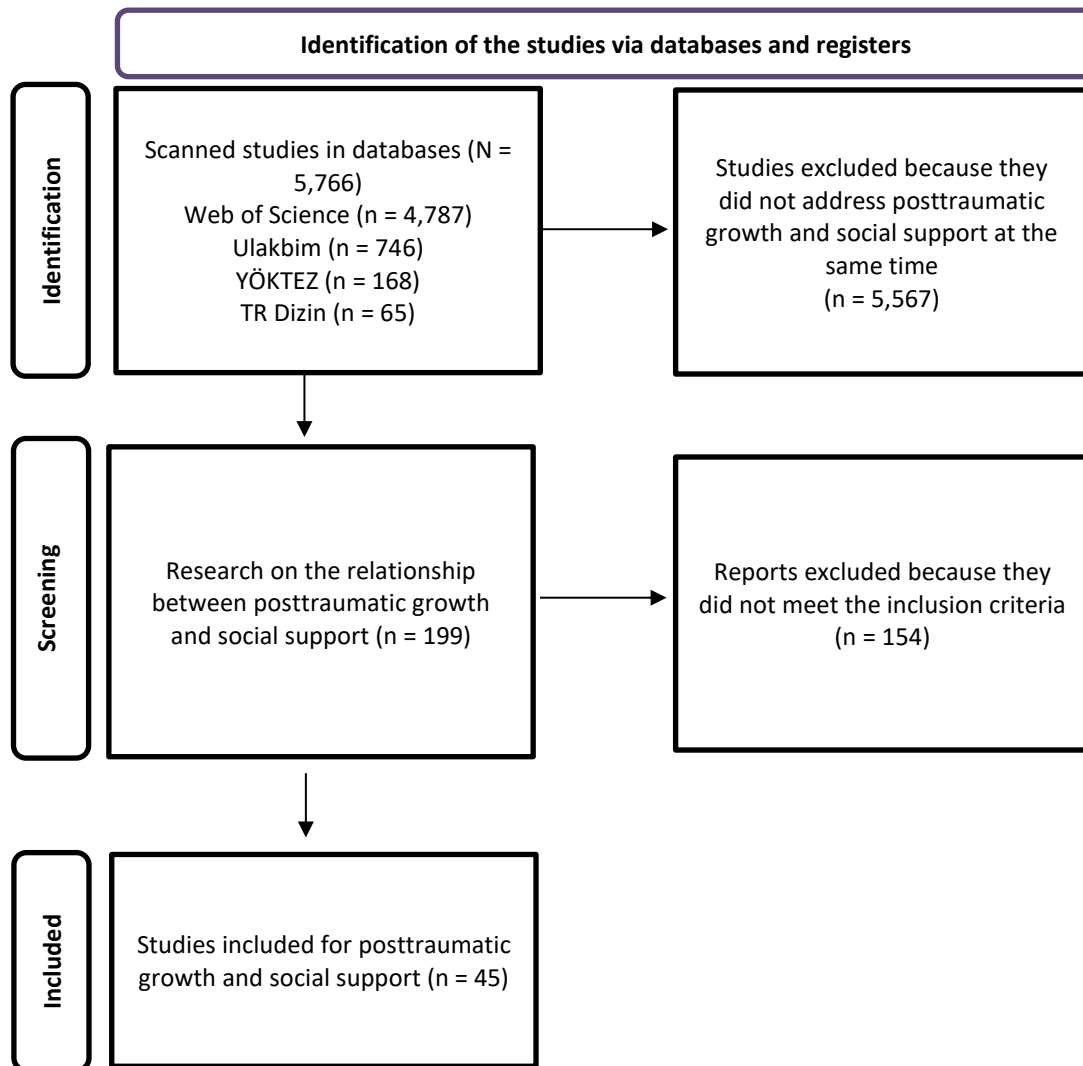 Identification of the studies via databases and registers
Identification
Scanned studies in databases (N =
5,766)
Web of Science (n = 4,787)
Ulakbim (n = 746)
YÖKTEZ (n = 168)
TR Dizin (n = 65)
Studies excluded because they
did not address posttraumatic
growth and social support at the
same time
(n = 5,567)
Screening
Research on the relationship
between posttraumatic growth
and social support (n = 199)
Reports excluded because they
did not meet the inclusion criteria
(n = 154)
Included
Studies included for posttraumatic
growth and social support (n = 45)